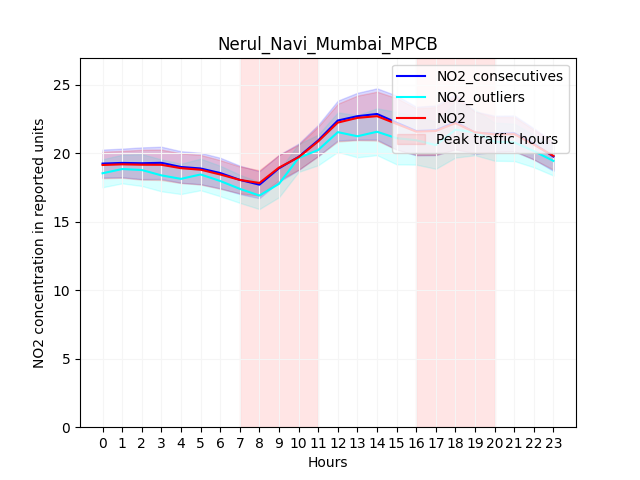 Nerul_Navi_Mumbai_MPCB
NO2_consecutives
NO2_outliers
NO2
Peak traffic hours
NO2 concentration in reported units
25
20
15
10
5
0
0 1 2 3 4 5 6 7 8 9 10 11 12 13 14 15 16 17 18 19 20 21 22 23
Hours